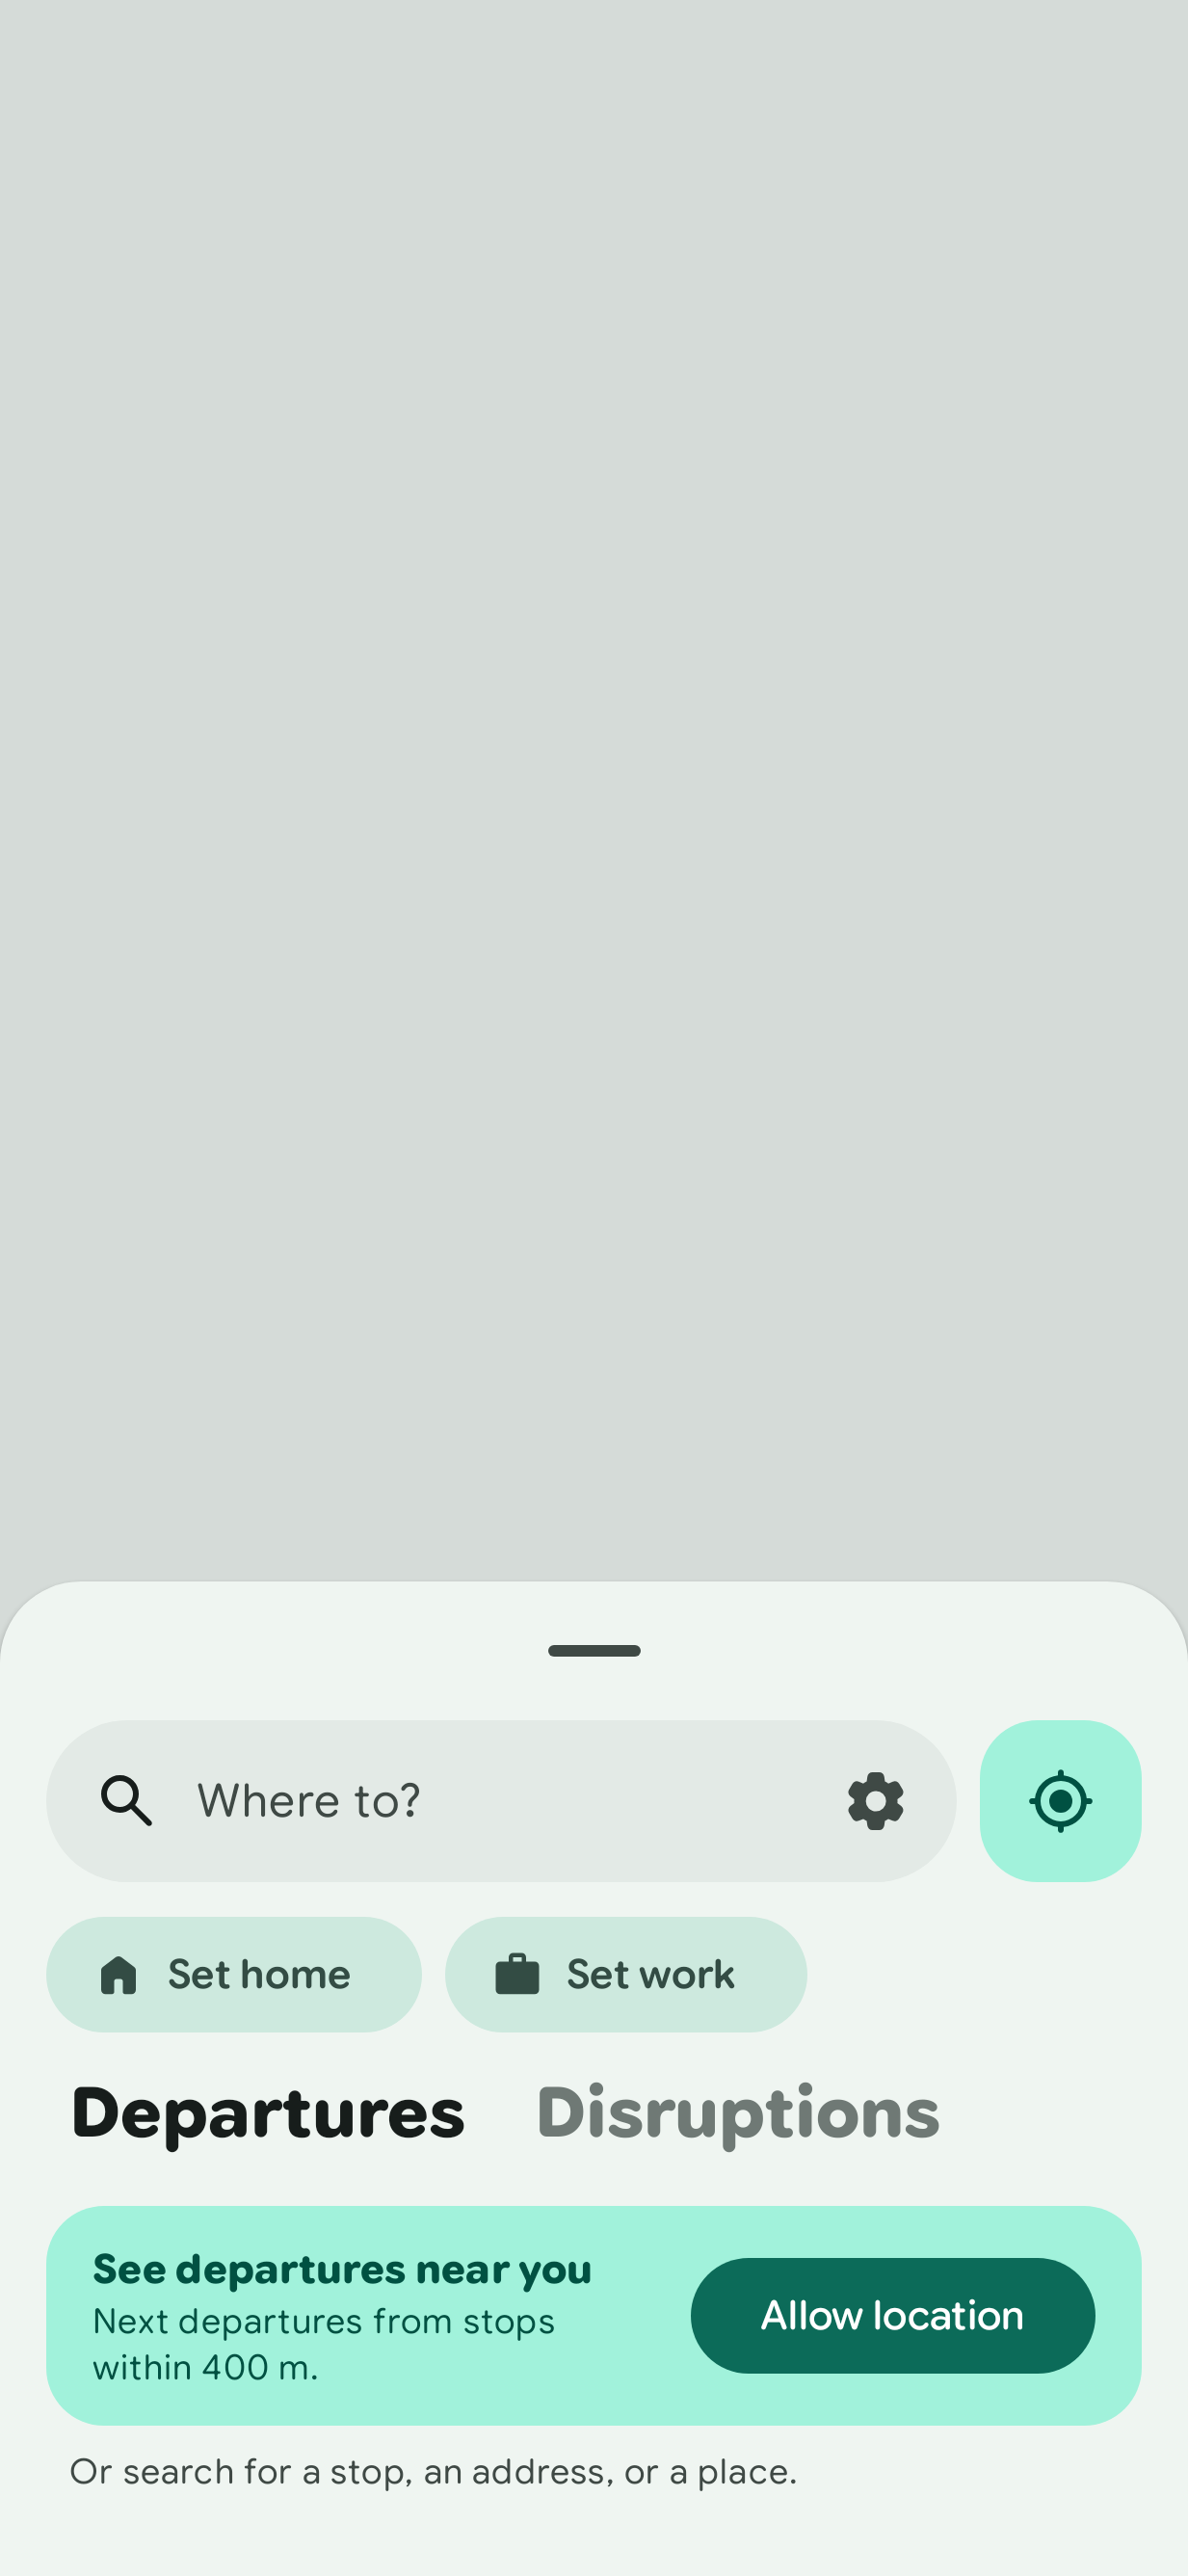 Where to?
Set home
Set work
Departures
Disruptions
See departures near you
Next departures from stops
within 400 m.
Allow location
Or search for a stop, an address, or a place.